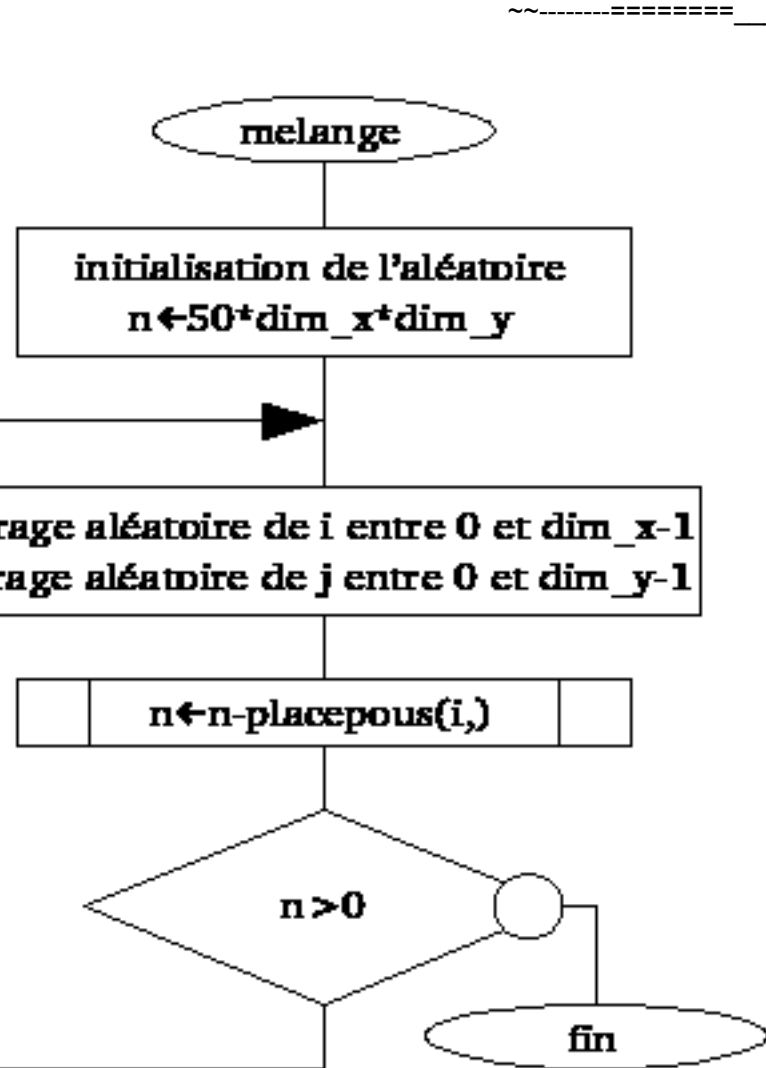 ~~--------========__
melange
initialisation de l'aléatoire
n←50*dim_x*dim_y
rage aléatoire de i entre 0 et dim_x-1
rage aléatoire de j entre 0 et dim_y-1
n←n-placepous(i,)
n>0
fin